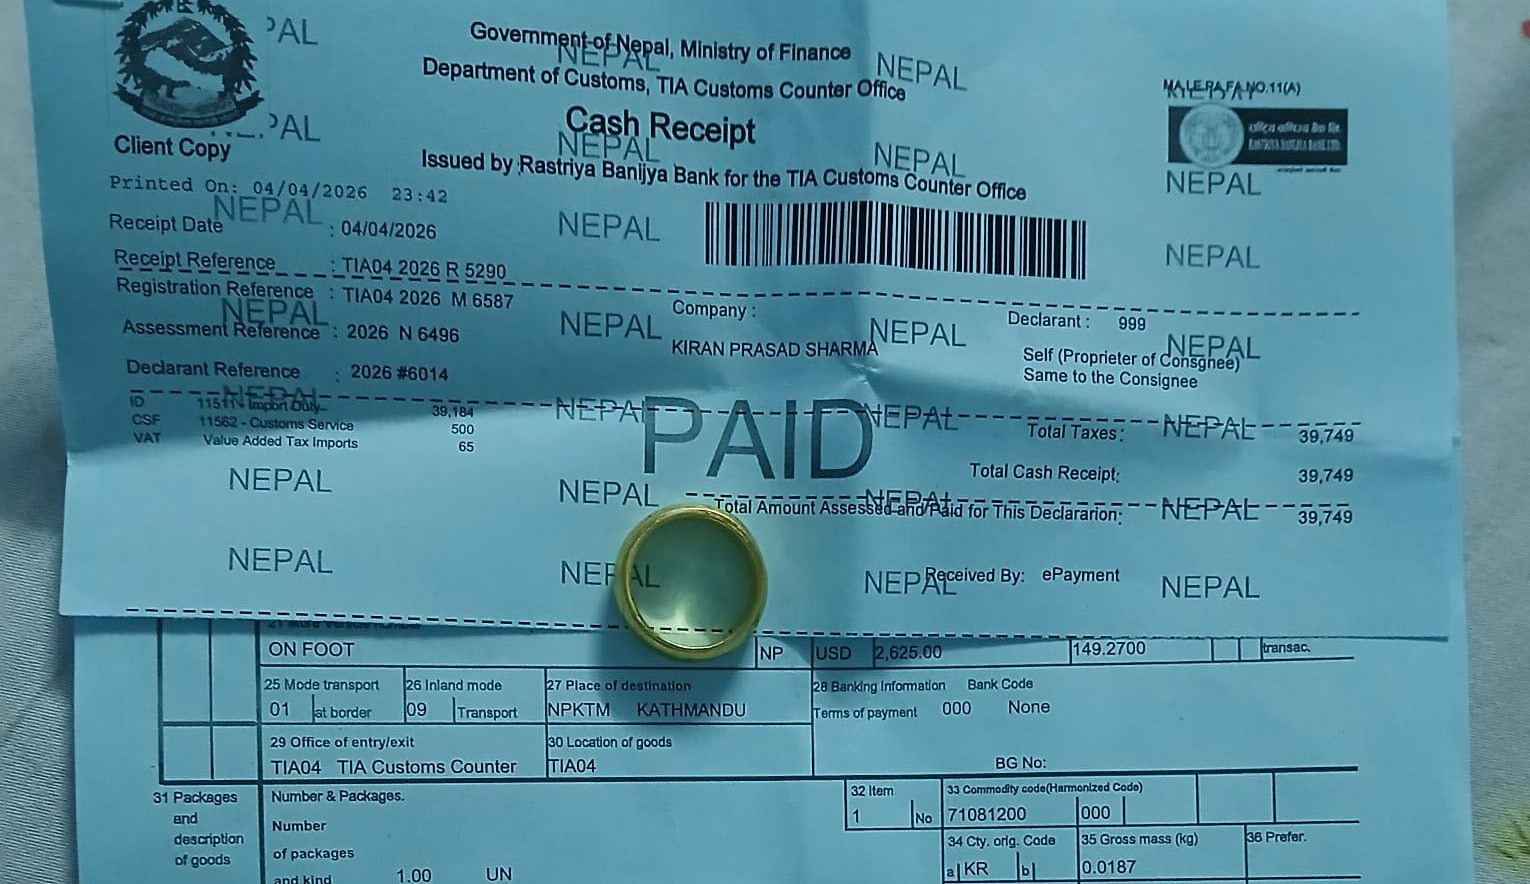 Government of Nepal, Ministry of Finance
Department of Customs, TIA Customs Counter Office
Cash Receipt
Issued by Rastriya Banijya Bank for the TIA Customs Counter Office
MA.LE.PA.FA.NO.11(A)
Client Copy
Printed On: 04/04/2026 23:42
Receipt Date : 04/04/2026
Receipt Reference : TIA04 2026 R 5290
Registration Reference : TIA04 2026 M 6587
Assessment Reference : 2026 N 6496
Declarant Reference : 2026 #6014
Company :
KIRAN PRASAD SHARMA
Declarant : 999
Self (Proprieter of Consgnee)
Same to the Consignee
ID 11511- Import Duty 39,184
CSF 11562 - Customs Service 500
VAT Value Added Tax Imports 65
PAID
Total Taxes: 39,749
Total Cash Receipt: 39,749
Total Amount Assessed and/Paid for This Declararion: 39,749
Received By: ePayment
NEPAL NEPAL NEPAL NEPAL
ON FOOT NP USD 2,625.00 149.2700 transac.
25 Mode transport 26 Inland mode 27 Place of destination 28 Banking Information Bank Code
01 at border 09 Transport NPKTM KATHMANDU Terms of payment 000 None
29 Office of entry/exit 30 Location of goods
TIA04 TIA Customs Counter TIA04 BG No:
31 Packages and description of goods
Number & Packages.
Number
of packages
and kind 1.00 UN
32 Item 33 Commodity code(Harmonized Code)
1 No 71081200 000
34 Cty. orig. Code 35 Gross mass (kg) 36 Prefer.
a KR b 0.0187